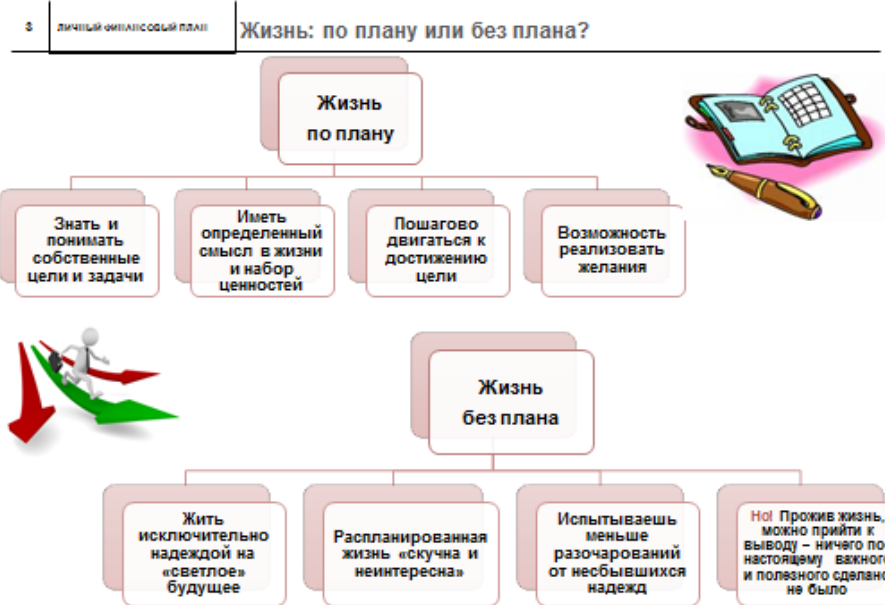 8
ЛИЧНЫЙ ФИНАНСОВЫЙ ПЛАН
Жизнь: по плану или без плана?
Жизнь
по плану
Знать и
понимать
собственные
цели и задачи
Иметь
определенный
смысл в жизни
и набор
ценностей
Пошагово
двигаться к
достижению
цели
Возможность
реализовать
желания
Жизнь
без плана
Жить
исключительно
надеждой на
«светлое»
будущее
Распланированная
жизнь «скучна и
неинтересна»
Испытываешь
меньше
разочарований
от несбывшихся
надежд
Но! Прожив жизнь,
можно прийти к
выводу – ничего по-
настоящему важного
и полезного сделано
не было